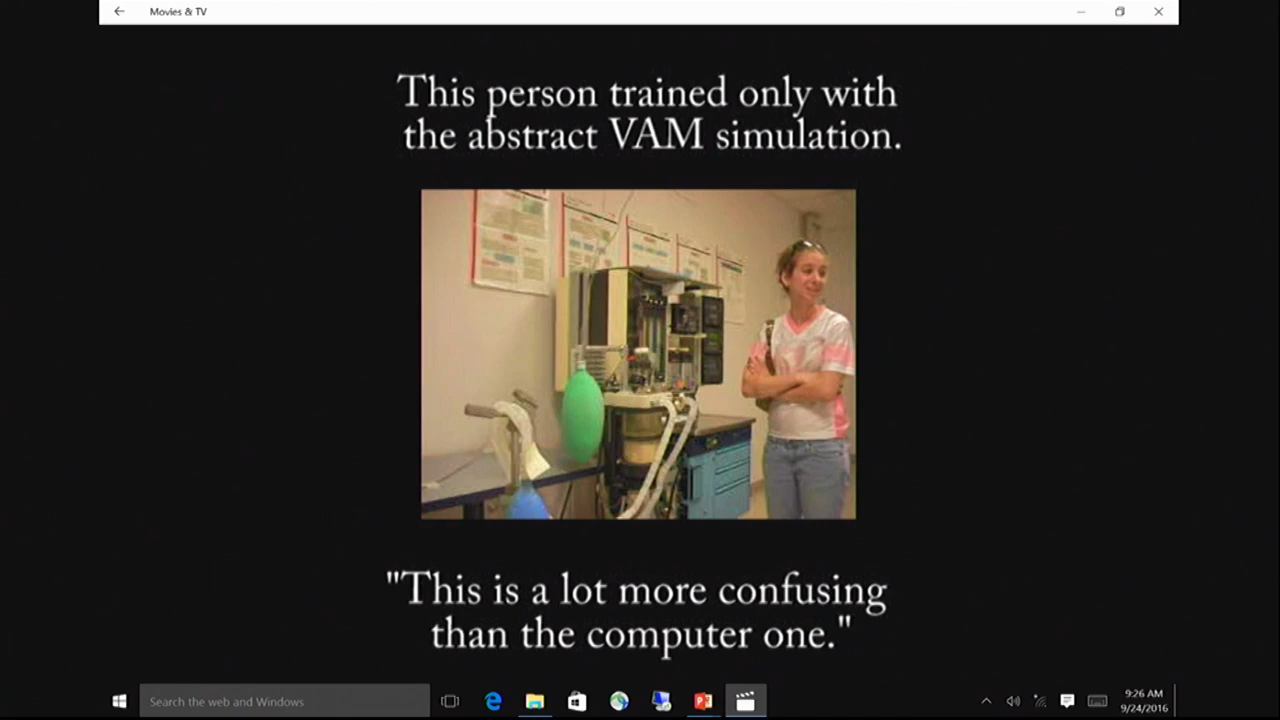 Movies & TV
This person trained only with
the abstract VAM simulation.
"This is a lot more confusing
than the computer one."
Search the web and Windows
9:26 AM
9/24/2016